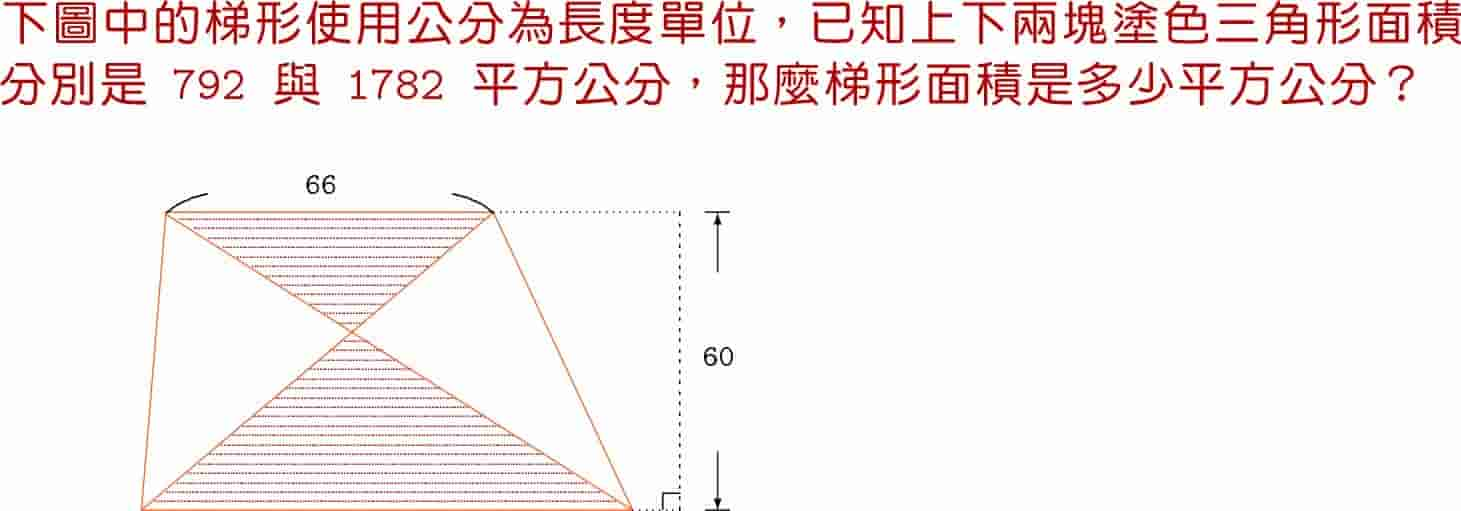 下圖中的梯形使用公分為長度單位，已知上下兩塊塗色三角形面積
分別是 792 與 1782 平方公分，那麼梯形面積是多少平方公分？
66
60